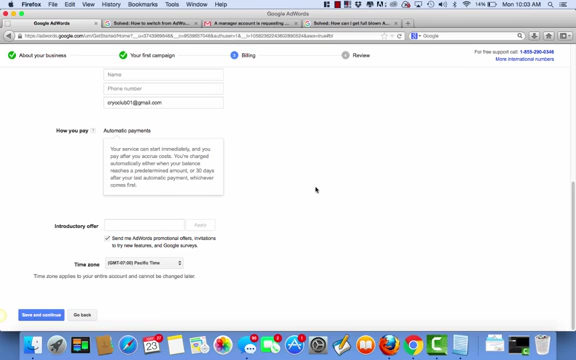 Firefox File Edit View History Bookmarks Tools Window Help
Mon 10:03 AM
Google AdWords
Google AdWords
Solved: How to switch from AdWo...
A manager account is requesting ...
Solved: How can I get full blown A...
Google
About your business
Your first campaign
Billing
Review
For free support call: 1-855-290-0346
More international numbers
Name
Phone number
cryoclub01@gmail.com
How you pay ?
Automatic payments
Your service can start immediately, and you
pay after you accrue costs. You're charged
automatically either when your balance
reaches a predetermined amount, or 30 days
after your last automatic payment, whichever
comes first.
Introductory offer
Apply
Send me AdWords promotional offers, invitations
to try new features, and Google surveys.
Time zone
(GMT-07:00) Pacific Time
Time zone applies to your entire account and cannot be changed later.
Save and continue
Go back